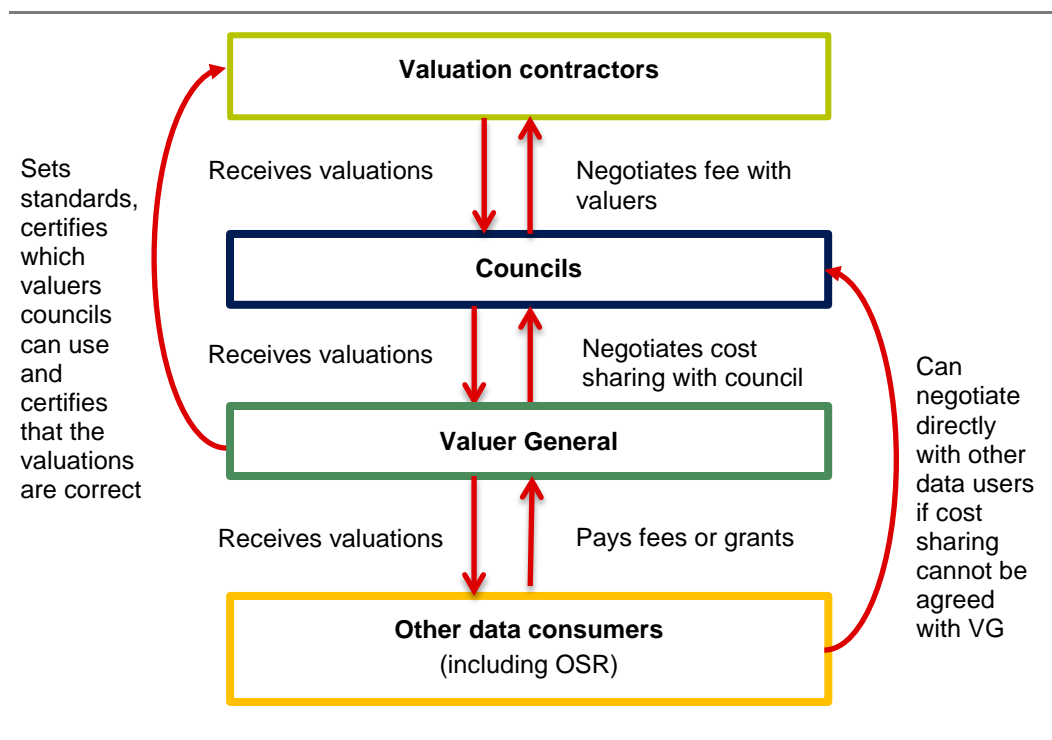 Valuation contractors
Sets
standards,
certifies
which
valuers
councils
can use
and
certifies
that the
valuations
are correct
Receives valuations
Negotiates fee with
valuers
Councils
Receives valuations
Negotiates cost
sharing with council
Can
negotiate
directly
with other
data users
if cost
sharing
cannot be
agreed
with VG
Valuer General
Receives valuations
Pays fees or grants
Other data consumers
(including OSR)